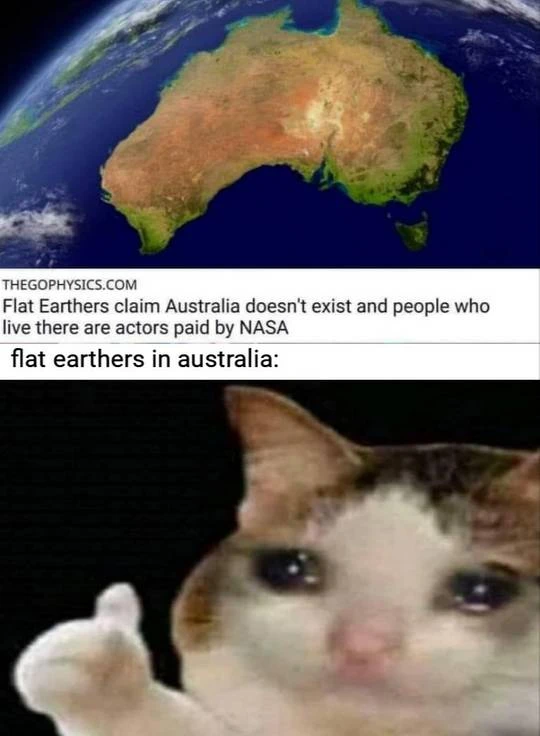 THEGOPHYSICS.COM
Flat Earthers claim Australia doesn't exist and people who
live there are actors paid by NASA
flat earthers in australia: